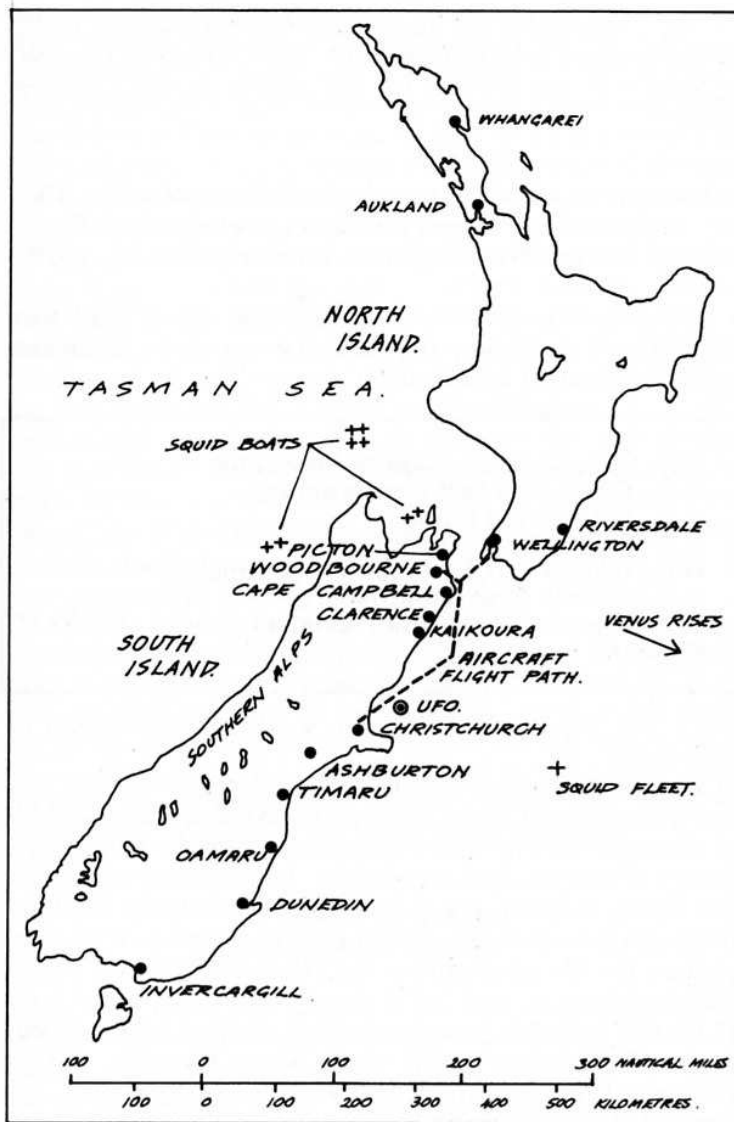 WHANGAREI
AUKLAND
NORTH
ISLAND.
TASMAN SEA.
SQUID BOATS
RIVERSDALE
PICTON
WELLINGTON
WOODBOURNE
CAPE CAMPBELL
CLARENCE
VENUS RISES
KAIKOURA
SOUTH
ISLAND.
AIRCRAFT
FLIGHT PATH.
SOUTHERN ALPS
UFO.
CHRISTCHURCH
ASHBURTON
SQUID FLEET.
TIMARU
OAMARU
DUNEDIN
INVERCARGILL
100 0 100 200 300 NAUTICAL MILES
100 0 100 200 300 400 500 KILOMETRES.